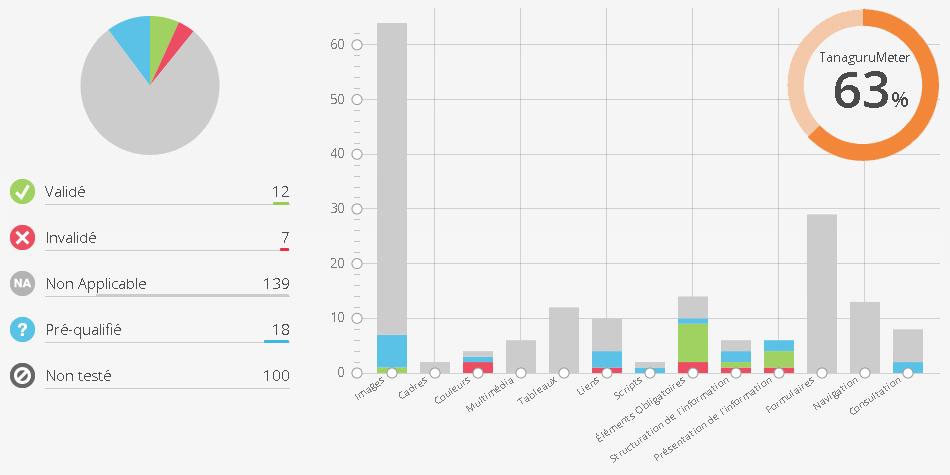 Validé 12
Invalidé 7
NA Non Applicable 139
? Pré-qualifié 18
Non testé 100
60
50
40
30
20
10
0
Images
Cadres
Couleurs
Multimédia
Tableaux
Liens
Scripts
Éléments Obligatoires
Structuration de l'information
Présentation de l'information
Formulaires
Navigation
Consultation
TanaguruMeter
63%